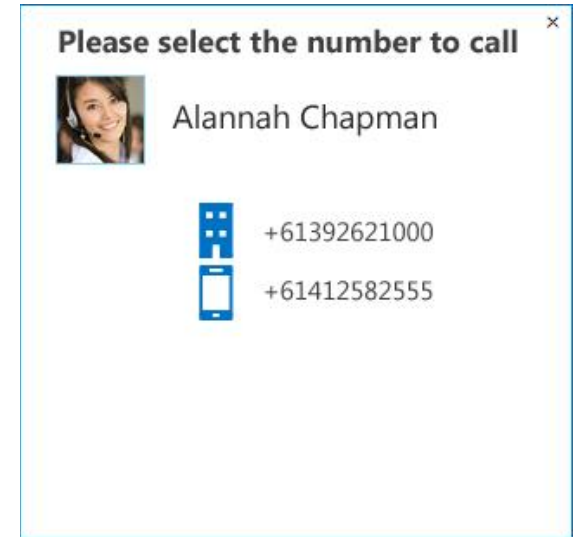 Please select the number to call
Alannah Chapman
+61392621000
+61412582555